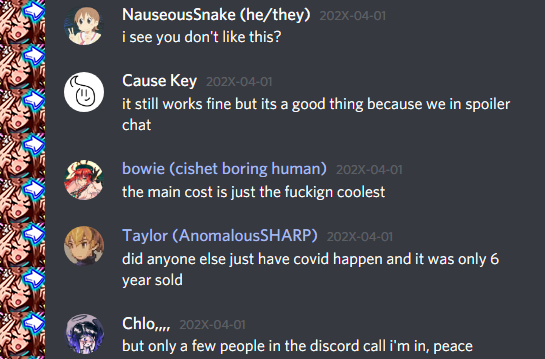 NauseousSnake (he/they) 202X-04-01
i see you don't like this?
Cause Key 202X-04-01
it still works fine but its a good thing because we in spoiler
chat
bowie (cishet boring human) 202X-04-01
the main cost is just the fuckign coolest
Taylor (AnomalousSHARP) 202X-04-01
did anyone else just have covid happen and it was only 6
year sold
Chlo,,,, 202X-04-01
but only a few people in the discord call i'm in, peace